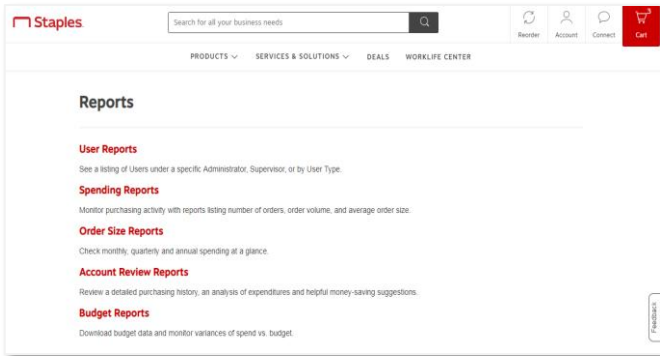 Staples
Search for all your business needs
Reorder
Account
Connect
5
Cart
PRODUCTS
SERVICES & SOLUTIONS
DEALS
WORKLIFE CENTER
Reports
User Reports
See a listing of Users under a specific Administrator, Supervisor, or by User Type.
Spending Reports
Monitor purchasing activity with reports listing number of orders, order volume, and average order size.
Order Size Reports
Check monthly, quarterly and annual spending at a glance.
Account Review Reports
Review a detailed purchasing history, an analysis of expenditures and helpful money-saving suggestions.
Budget Reports
Download budget data and monitor variances of spend vs. budget.
Feedback